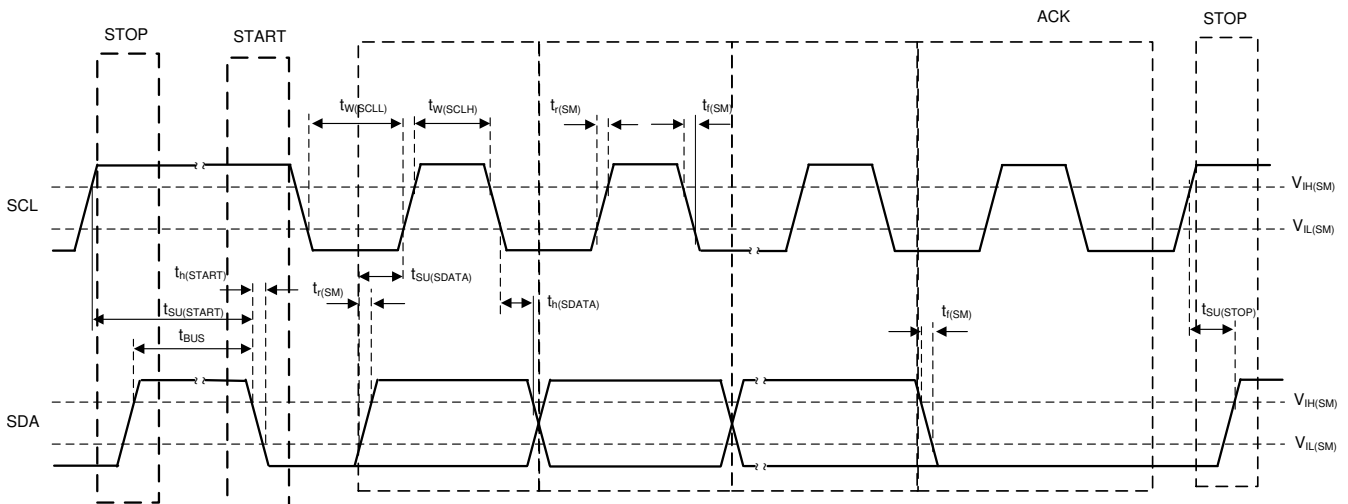 STOP
START
ACK
STOP
tW(SCLL)
tW(SCLH)
tr(SM)
tf(SM)
SCL
VIH(SM)
VIL(SM)
th(START)
tr(SM)
tSU(SDATA)
th(SDATA)
tSU(START)
tf(SM)
tSU(STOP)
tBUS
SDA
VIH(SM)
VIL(SM)